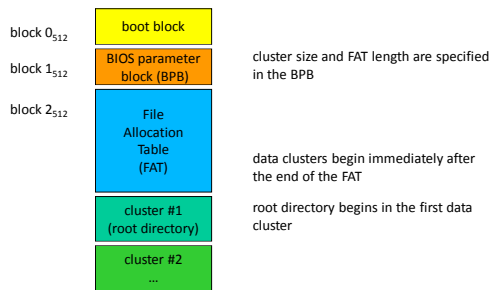 block 0512
boot block
block 1512
BIOS parameter
block (BPB)
cluster size and FAT length are specified
in the BPB
block 2512
File
Allocation
Table
(FAT)
data clusters begin immediately after
the end of the FAT
cluster #1
(root directory)
root directory begins in the first data
cluster
cluster #2
...